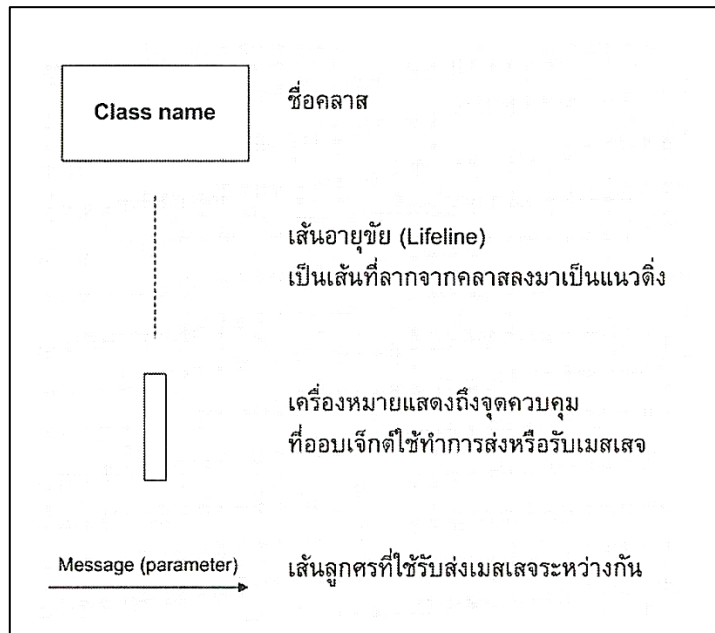 Class name
ชื่อคลาส
เส้นอายุขัย (Lifeline)
เป็นเส้นที่ลากจากคลาสลงมาเป็นแนวดิ่ง
เครื่องหมายแสดงถึงจุดควบคุม
ที่ออบเจ็กต์ใช้ทำการส่งหรือรับเมสเสจ
Message (parameter)
เส้นลูกศรที่ใช้รับส่งเมสเสจระหว่างกัน